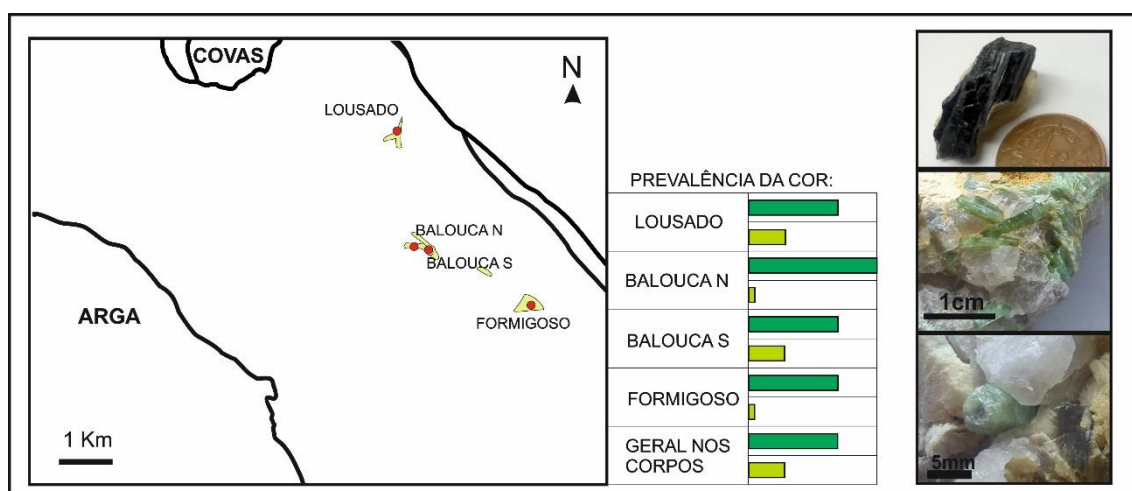 COVAS
N
LOUSADO
BALOUCA N
BALOUCA S
FORMIGOSO
ARGA
1 Km
PREVALÊNCIA DA COR:
LOUSADO
BALOUCA N
BALOUCA S
FORMIGOSO
GERAL NOS
CORPOS
1cm
5mm